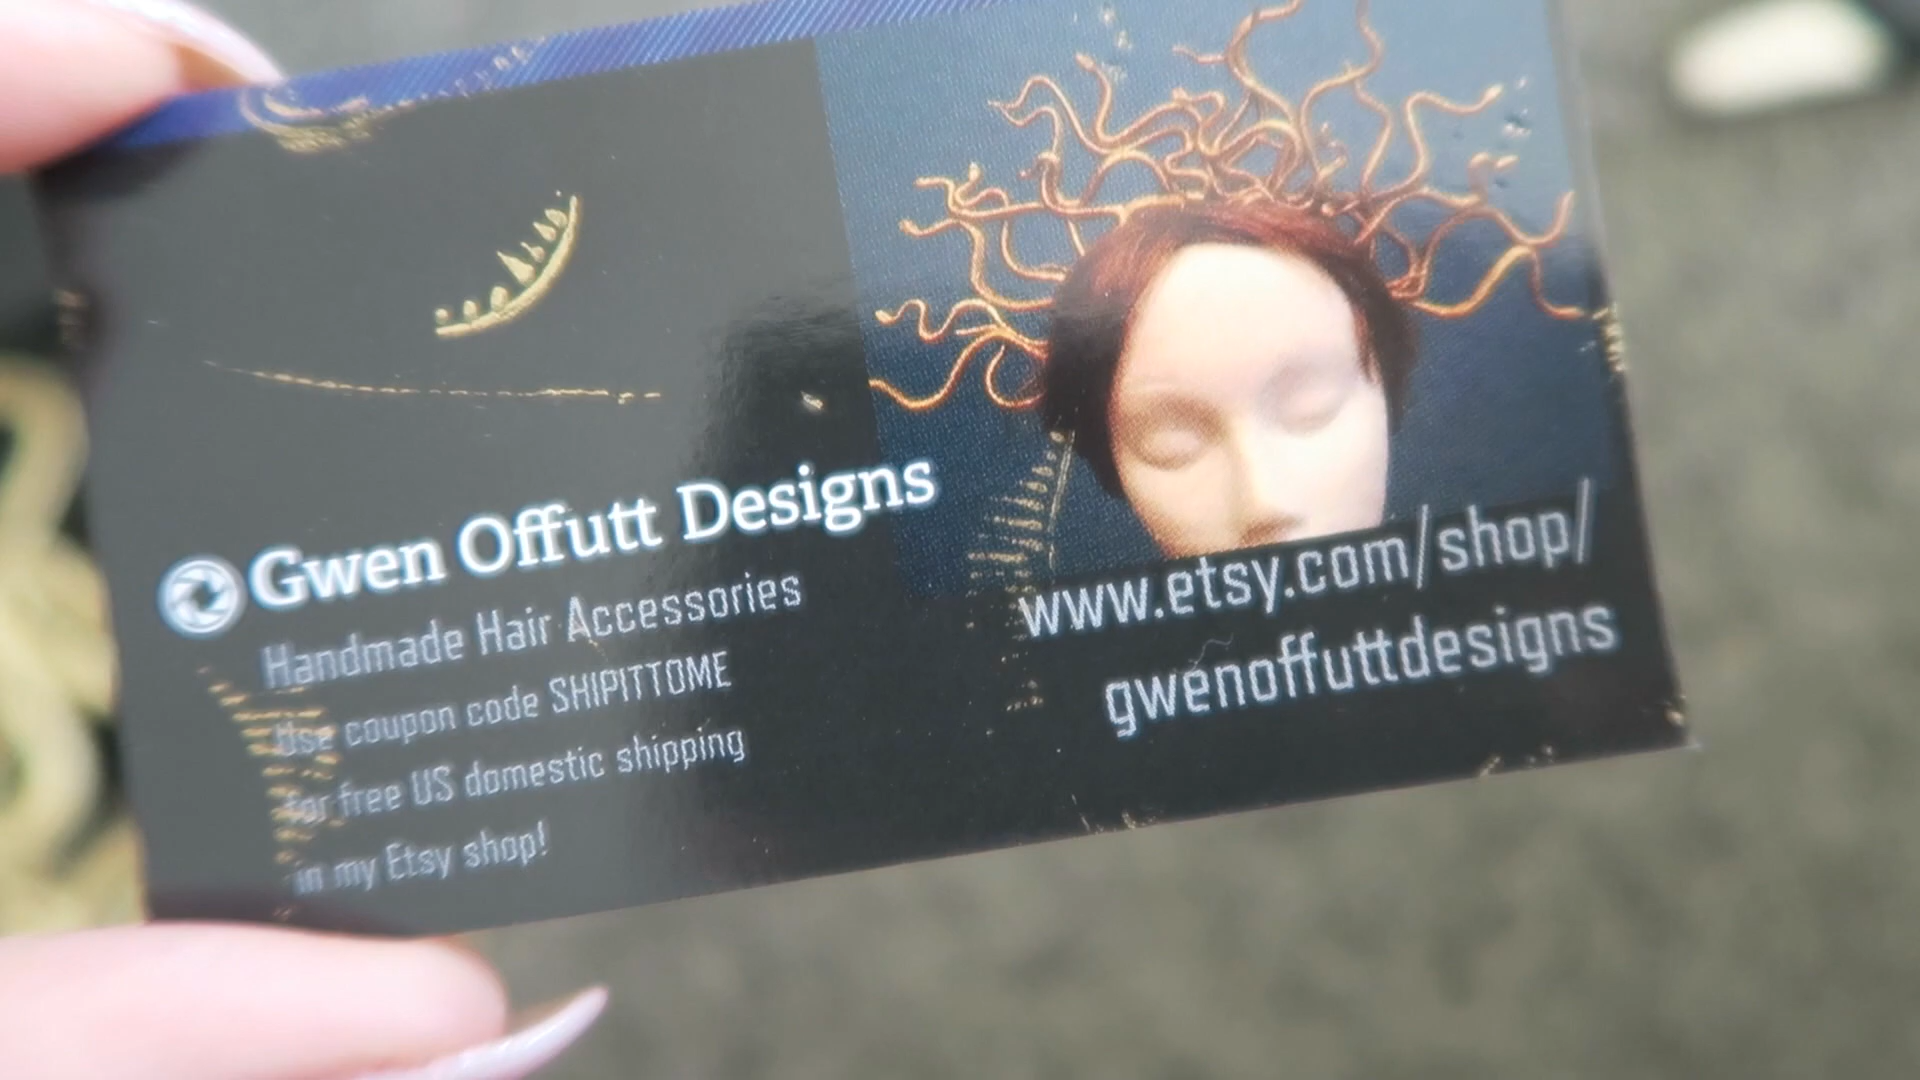 Gwen Offutt Designs
Handmade Hair Accessories
Use coupon code SHIPITTOME
for free US domestic shipping
in my Etsy shop!
www.etsy.com/shop/
gwenoffuttdesigns